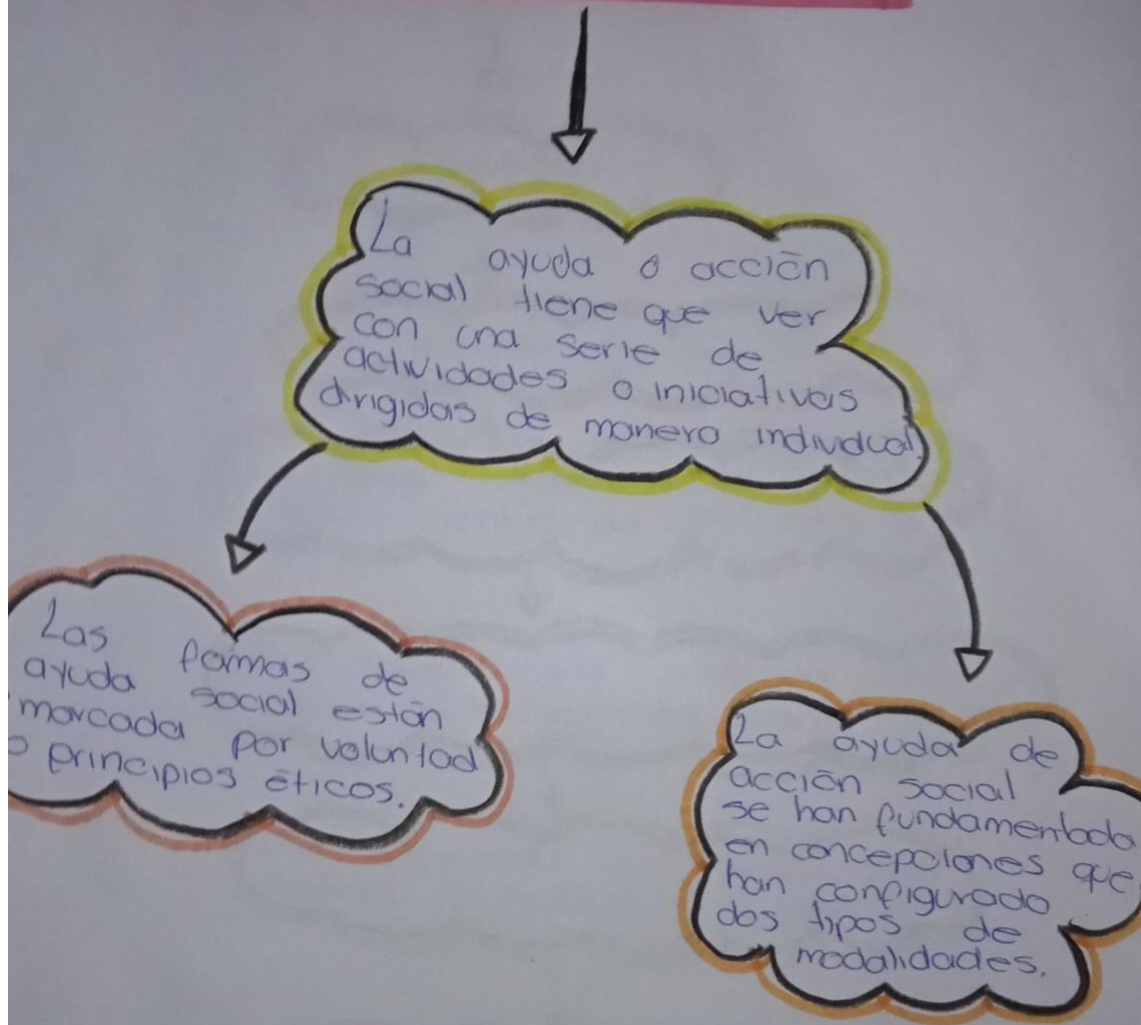 La ayuda o acción
social tiene que ver
con una serie de
actividades o iniciativas
dirigidas de manera individual.
Las formas de
ayuda social están
marcada por voluntad
o principios éticos.
La ayuda de
acción social
se han fundamentada
en concepciones que
han configurado
dos tipos de
modalidades.